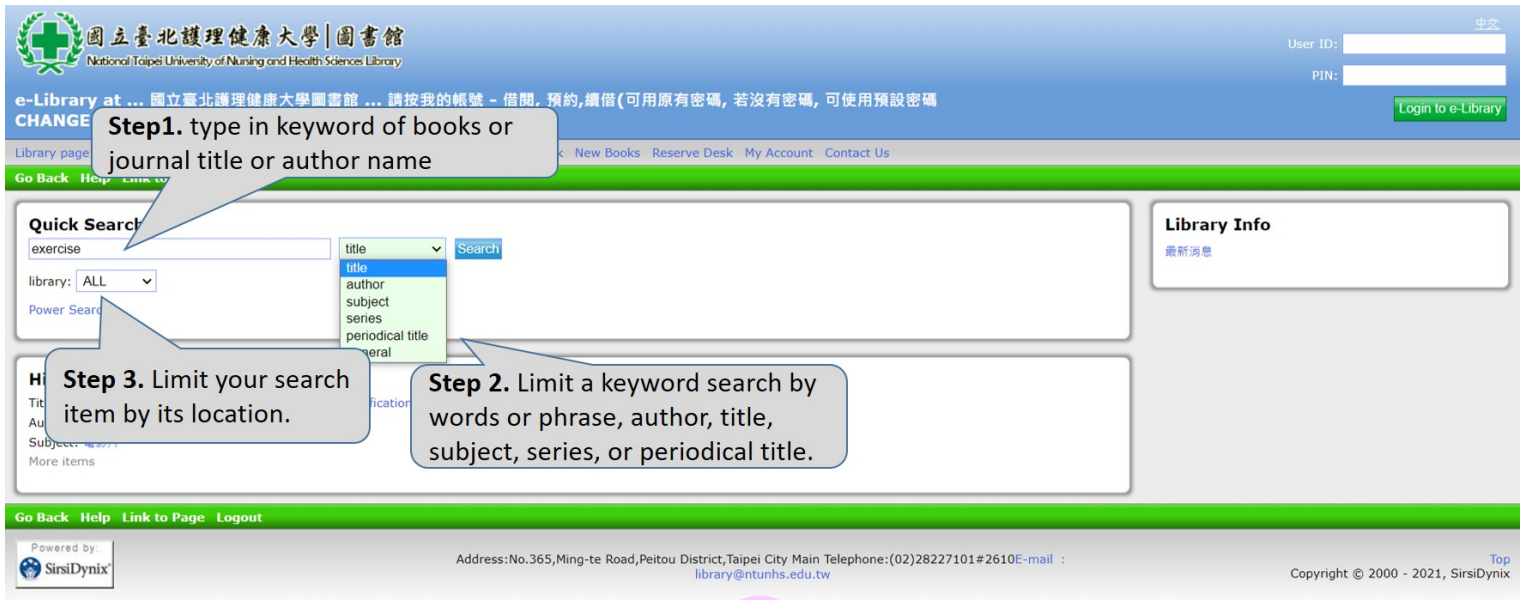 國立臺北護理健康大學|圖書館
National Taipei University of Nursing and Health Sciences Library
中文
User ID:
PIN:
e-Library at ... 國立臺北護理健康大學圖書館 ... 請按我的帳號 - 借閱, 預約,續借(可用原有密碼, 若沒有密碼, 可使用預設密碼
CHANGE
Login to e-Library
Step1. type in keyword of books or
journal title or author name
Library page
New Books Reserve Desk My Account Contact Us
Go Back Help Link to
Quick Search
exercise
title
Search
title
author
subject
series
periodical title
library: ALL
Power Search
Library Info
最新消息
Step 3. Limit your search
item by its location.
Step 2. Limit a keyword search by
words or phrase, author, title,
subject, series, or periodical title.
Subject:
More items
Go Back Help Link to Page Logout
Powered by:
SirsiDynix
Address:No.365,Ming-te Road,Peitou District,Taipei City Main Telephone:(02)28227101#2610E-mail :
library@ntunhs.edu.tw
Top
Copyright © 2000 - 2021, SirsiDynix